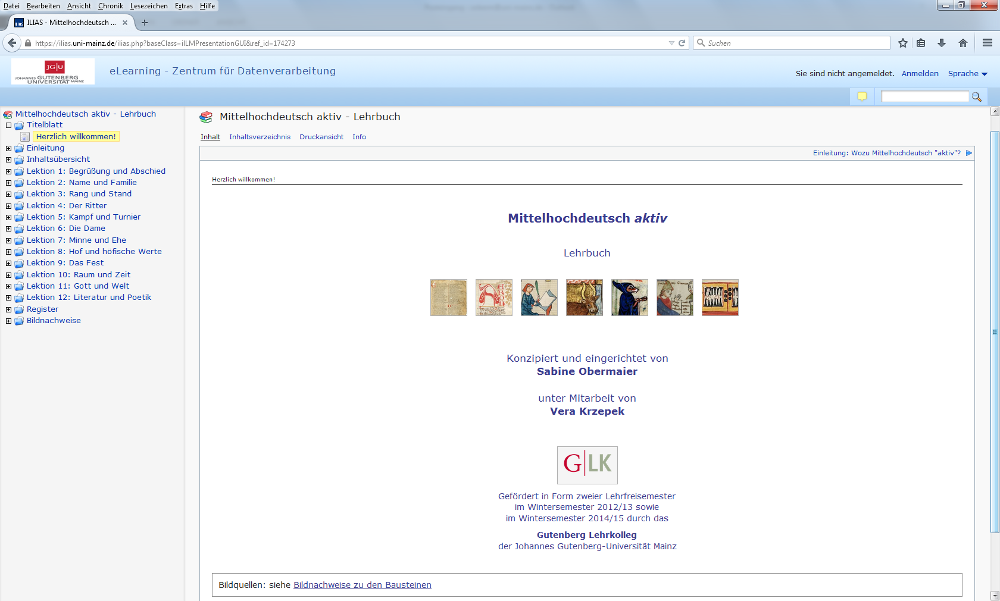 Datei Bearbeiten Ansicht Chronik Lesezeichen Extras Hilfe
ILIAS ILIAS - Mittelhochdeutsch ...
https://ilias.uni-mainz.de/ilias.php?baseClass=ilLMPresentationGUI&ref_id=174273
Suchen
JG|U
JOHANNES GUTENBERG
UNIVERSITÄT MAINZ
eLearning - Zentrum für Datenverarbeitung
Sie sind nicht angemeldet. Anmelden Sprache
Mittelhochdeutsch aktiv - Lehrbuch
Titelblatt
Herzlich willkommen!
Einleitung
Inhaltsübersicht
Lektion 1: Begrüßung und Abschied
Lektion 2: Name und Familie
Lektion 3: Rang und Stand
Lektion 4: Der Ritter
Lektion 5: Kampf und Turnier
Lektion 6: Die Dame
Lektion 7: Minne und Ehe
Lektion 8: Hof und höfische Werte
Lektion 9: Das Fest
Lektion 10: Raum und Zeit
Lektion 11: Gott und Welt
Lektion 12: Literatur und Poetik
Register
Bildnachweise
Mittelhochdeutsch aktiv - Lehrbuch
Inhalt Inhaltsverzeichnis Druckansicht Info
Einleitung: Wozu Mittelhochdeutsch "aktiv"?
Herzlich willkommen!
Mittelhochdeutsch aktiv
Lehrbuch
Konzipiert und eingerichtet von
Sabine Obermaier
unter Mitarbeit von
Vera Krzepek
G|LK
Gefördert in Form zweier Lehrfreisemester
im Wintersemester 2012/13 sowie
im Wintersemester 2014/15 durch das
Gutenberg Lehrkolleg
der Johannes Gutenberg-Universität Mainz
Bildquellen: siehe Bildnachweise zu den Bausteinen